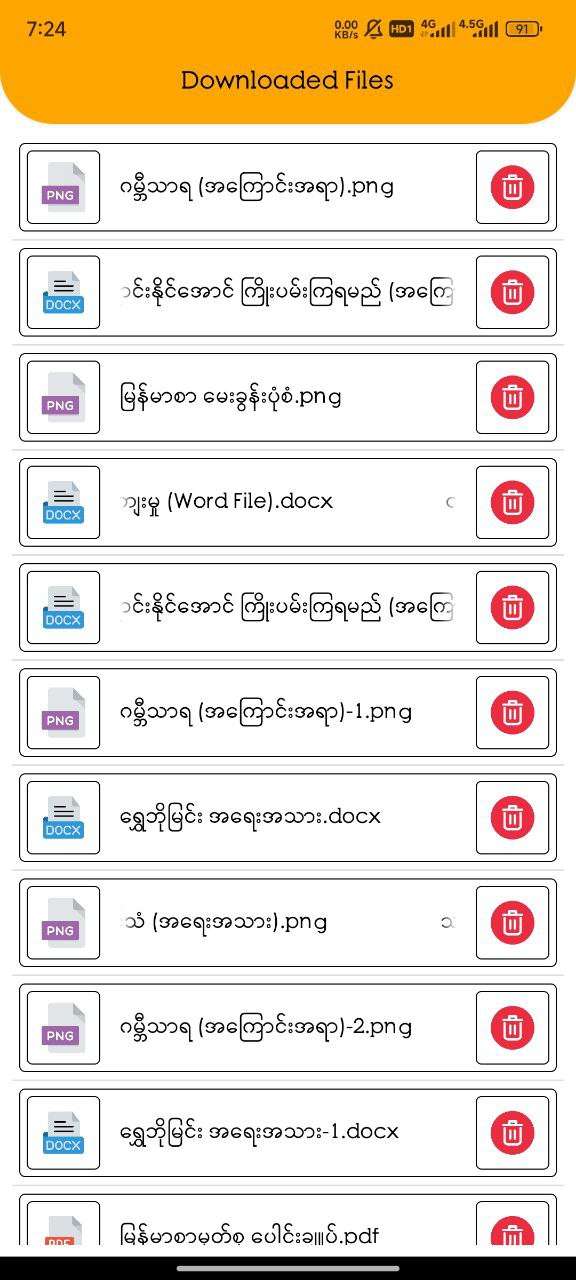 7:24
0.00 KB/s HD1 4G 4.5G 91
Downloaded Files
PNG
ဂမ္ဘီသာရ (အကြောင်းအရာ).png
DOCX
င်းနိုင်အောင် ကြိုးပမ်းကြရမည် (အကြေ
PNG
မြန်မာစာ မေးခွန်းပုံစံ.png
DOCX
ကျးမှု (Word File).docx
DOCX
င်းနိုင်အောင် ကြိုးပမ်းကြရမည် (အကြေ
PNG
ဂမ္ဘီသာရ (အကြောင်းအရာ)-1.png
DOCX
ရွှေဘိုမြင်း အရေးအသား.docx
PNG
သံ (အရေးအသား).png
PNG
ဂမ္ဘီသာရ (အကြောင်းအရာ)-2.png
DOCX
ရွှေဘိုမြင်း အရေးအသား-1.docx
PDF
မြန်မာစာမှတ်စု ပေါင်းချုပ်.pdf